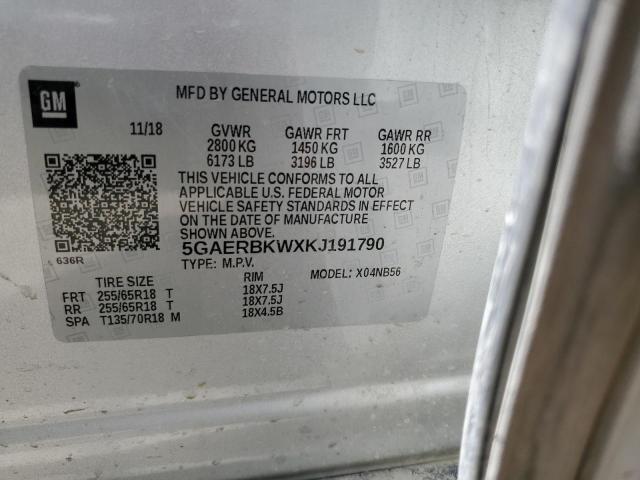 GM
MFD BY GENERAL MOTORS LLC
11/18 GVWR GAWR FRT GAWR RR
2800 KG 1450 KG 1600 KG
6173 LB 3196 LB 3527 LB
THIS VEHICLE CONFORMS TO ALL
APPLICABLE U.S. FEDERAL MOTOR
VEHICLE SAFETY STANDARDS IN EFFECT
ON THE DATE OF MANUFACTURE
SHOWN ABOVE.
5GAERBKWXKJ191790
636R
TYPE: M.P.V. MODEL: X04NB56
TIRE SIZE RIM
FRT 255/65R18 T 18X7.5J
RR 255/65R18 T 18X7.5J
SPA T135/70R18 M 18X4.5B